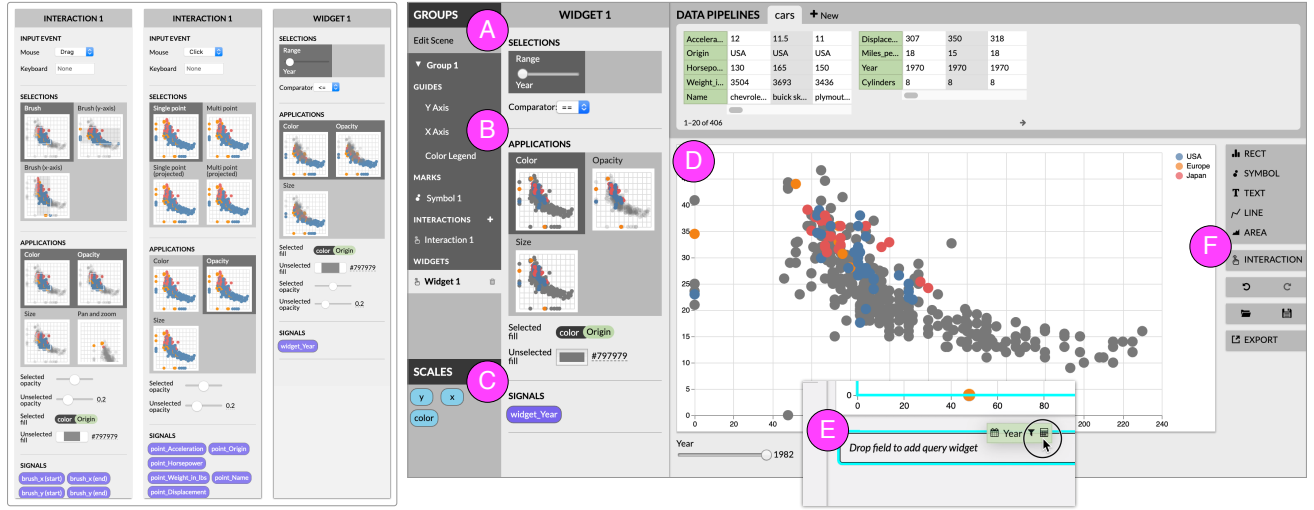 INTERACTION 1
INPUT EVENT
Mouse Drag
Keyboard None
SELECTIONS
Brush Brush (y-axis)
Brush (x-axis)
APPLICATIONS
Color Opacity
Size Pan and zoom
Selected
opacity
Unselected
opacity 0.2
Selected
fill color Origin
Unselected
fill #797979
SIGNALS
brush_x (start) brush_x (end)
brush_y (start) brush_y (end)
INTERACTION 1
INPUT EVENT
Mouse Click
Keyboard None
SELECTIONS
Single point Multi point
Single point
(projected) Multi point
(projected)
APPLICATIONS
Color Opacity
Size
Selected
opacity
Unselected
opacity 0.2
SIGNALS
point_Acceleration point_Origin
point_Horsepower
point_Weight_in_lbs point_Name
point_Displacement
WIDGET 1
SELECTIONS
Range
Year
Comparator <=
APPLICATIONS
Color Opacity
Size
Selected
fill color Origin
Unselected
fill #797979
Selected
opacity
Unselected
opacity 0.2
SIGNALS
widget_Year
GROUPS
A
Edit Scene
Group 1
GUIDES
Y Axis
B
X Axis
Color Legend
MARKS
Symbol 1
INTERACTIONS +
Interaction 1
WIDGETS
Widget 1
SCALES
C
y x
color
WIDGET 1
SELECTIONS
Range
Year
Comparator: ==
APPLICATIONS
Color Opacity
Size
Selected
fill color Origin
Unselected
fill #797979
SIGNALS
widget_Year
DATA PIPELINES cars + New
Accelera... 12 11.5 11
Origin USA USA USA
Horsepo... 130 165 150
Weight_i... 3504 3693 3436
Name chevrole... buick sk... plymout...
Displace... 307 350 318
Miles_pe... 18 15 18
Year 1970 1970 1970
Cylinders 8 8 8
1–20 of 406
D
USA
Europe
Japan
40
35
30
25
20
15
10
5
0
0 20 40 220 240
Year 1982
E
0
0 20 40 60 80
Year
Drop field to add query widget
RECT
SYMBOL
TEXT
LINE
F
AREA
INTERACTION
EXPORT